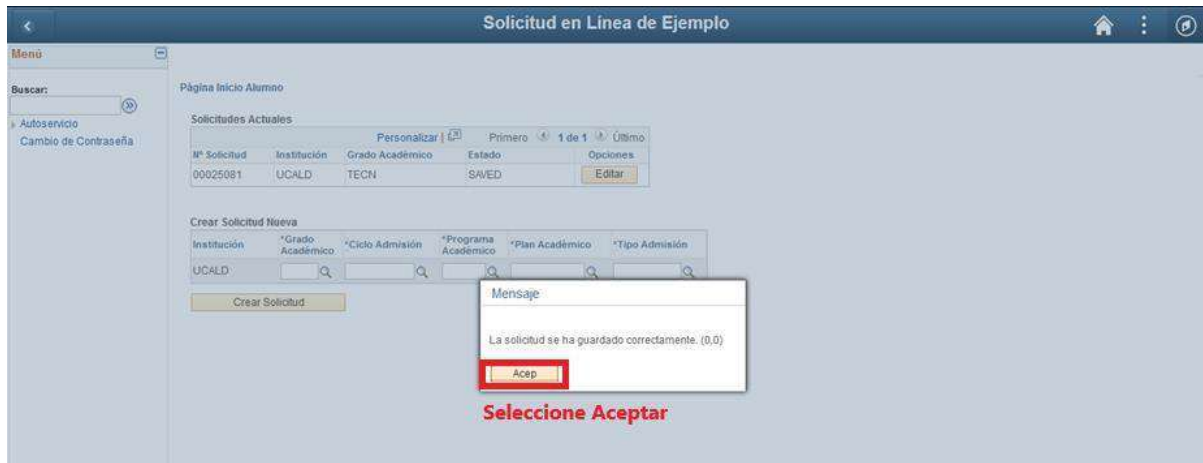 Solicitud en Línea de Ejemplo
Menú
Buscar:
Autoservicio
Cambio de Contraseña
Página Inicio Alumno
Solicitudes Actuales
Personalizar | Primero 1 de 1 Último
Nº Solicitud Institución Grado Académico Estado Opciones
00025081 UCALD TECN SAVED Editar
Crear Solicitud Nueva
Institución *Grado Académico *Ciclo Admisión *Programa Académico *Plan Académico *Tipo Admisión
UCALD
Crear Solicitud
Mensaje
La solicitud se ha guardado correctamente. (0,0)
Acep
Seleccione Aceptar